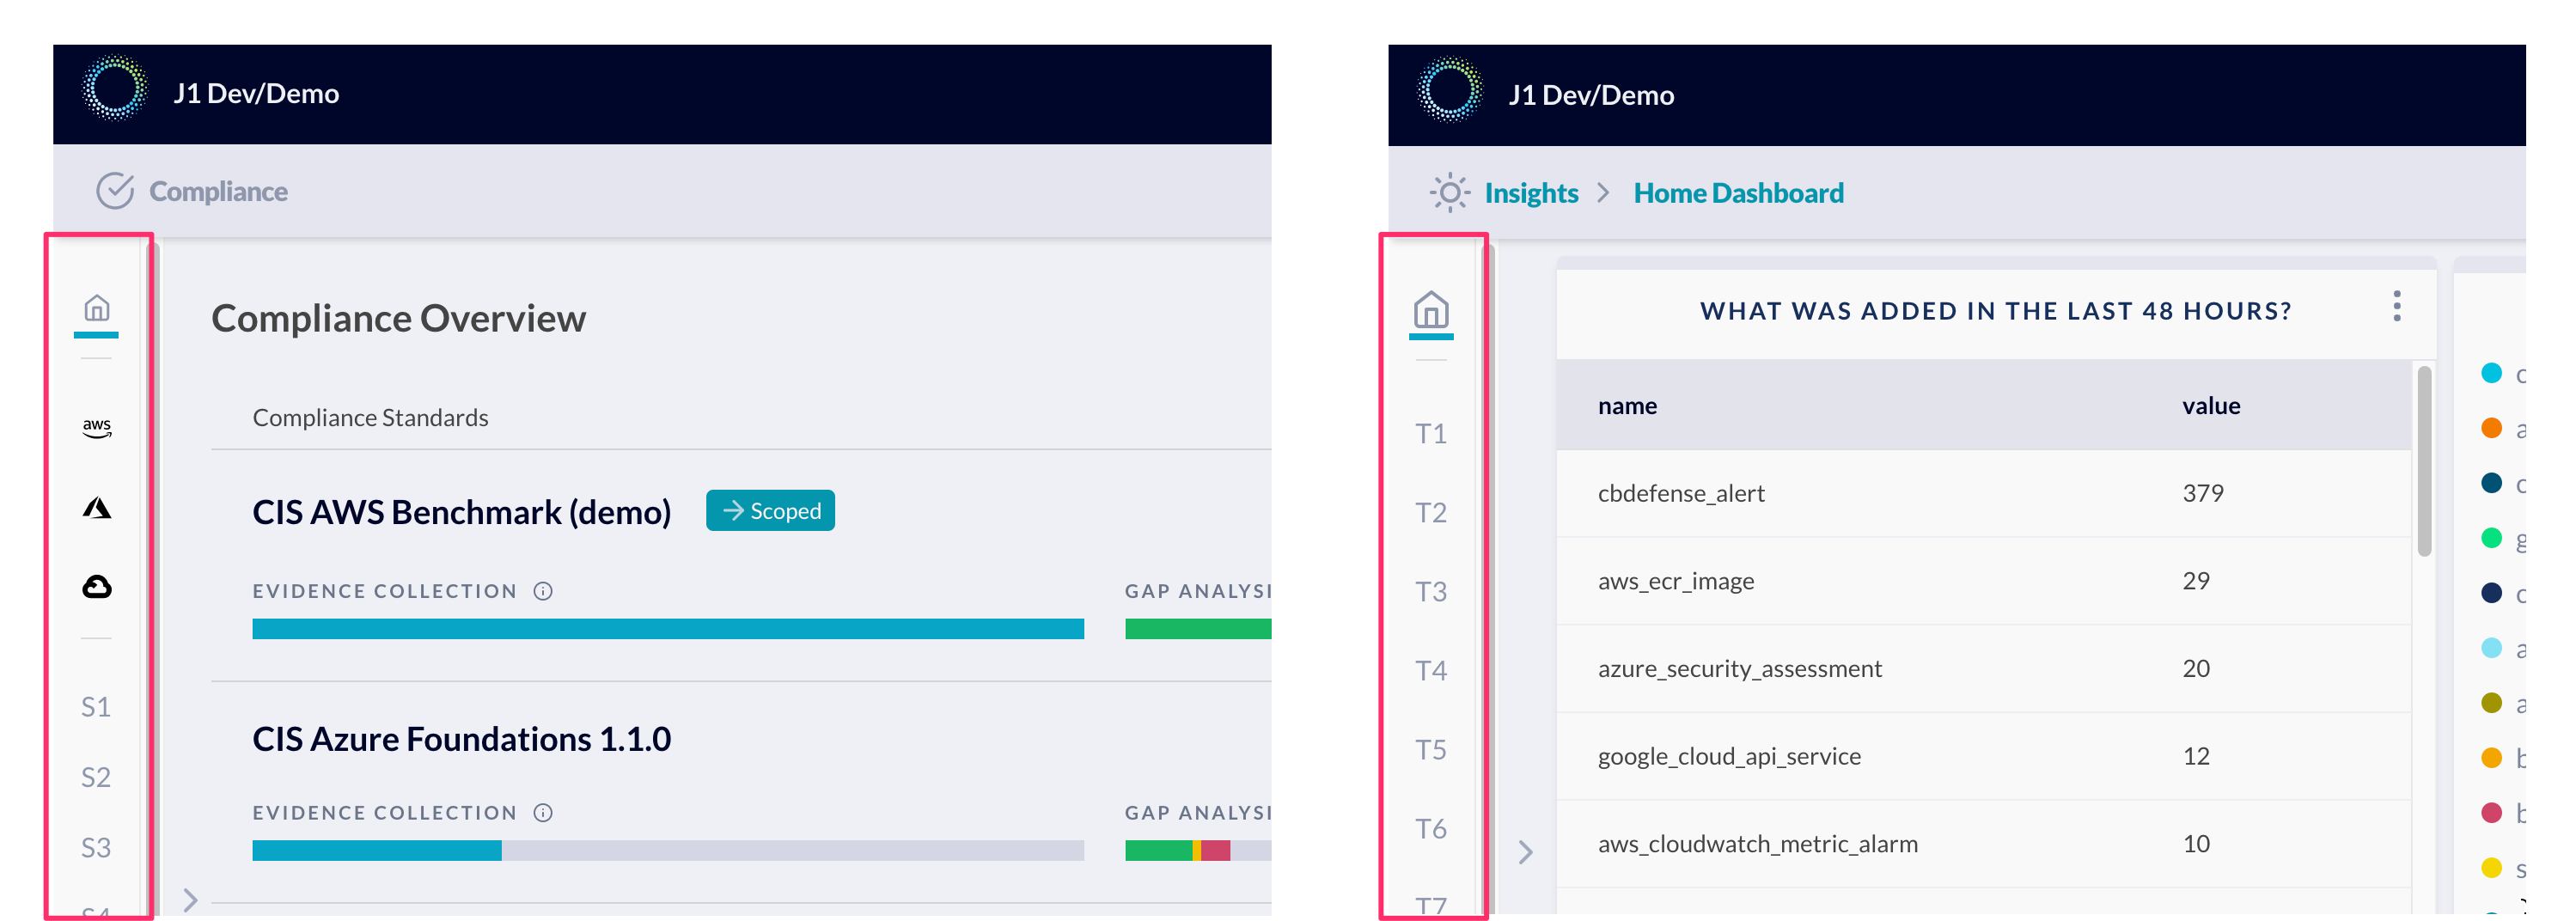 J1 Dev/Demo
Compliance
aws
S1
S2
S3
S4
Compliance Overview
Compliance Standards
CIS AWS Benchmark (demo)
Scoped
EVIDENCE COLLECTION
GAP ANALYSI
CIS Azure Foundations 1.1.0
EVIDENCE COLLECTION
GAP ANALYSI
J1 Dev/Demo
Insights > Home Dashboard
T1
T2
T3
T4
T5
T6
T7
WHAT WAS ADDED IN THE LAST 48 HOURS?
name value
cbdefense_alert 379
aws_ecr_image 29
azure_security_assessment 20
google_cloud_api_service 12
aws_cloudwatch_metric_alarm 10